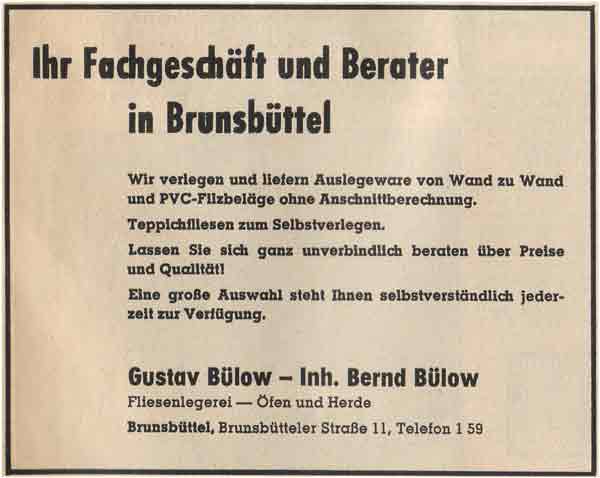 Ihr Fachgeschäft und Berater
in Brunsbüttel
Wir verlegen und liefern Auslegeware von Wand zu Wand
und PVC-Filzbeläge ohne Anschnittberechnung.
Teppichfliesen zum Selbstverlegen.
Lassen Sie sich ganz unverbindlich beraten über Preise
und Qualität!
Eine große Auswahl steht Ihnen selbstverständlich jeder-
zeit zur Verfügung.
Gustav Bülow – Inh. Bernd Bülow
Fliesenlegerei — Öfen und Herde
Brunsbüttel, Brunsbütteler Straße 11, Telefon 1 59